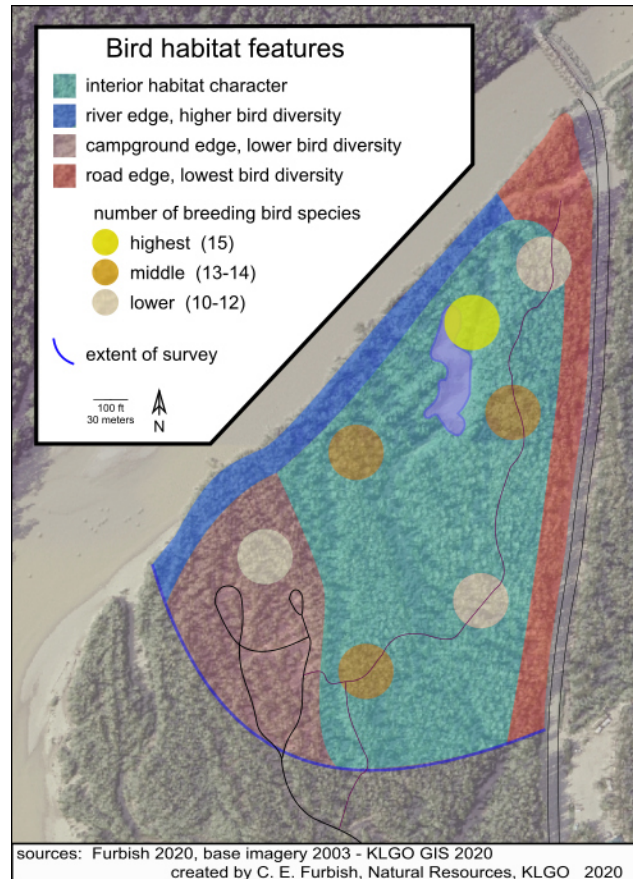 Bird habitat features
interior habitat character
river edge, higher bird diversity
campground edge, lower bird diversity
road edge, lowest bird diversity
number of breeding bird species
highest (15)
middle (13-14)
lower (10-12)
extent of survey
100 ft
30 meters
N
sources: Furbish 2020, base imagery 2003 - KLGO GIS 2020
created by C. E. Furbish, Natural Resources, KLGO 2020